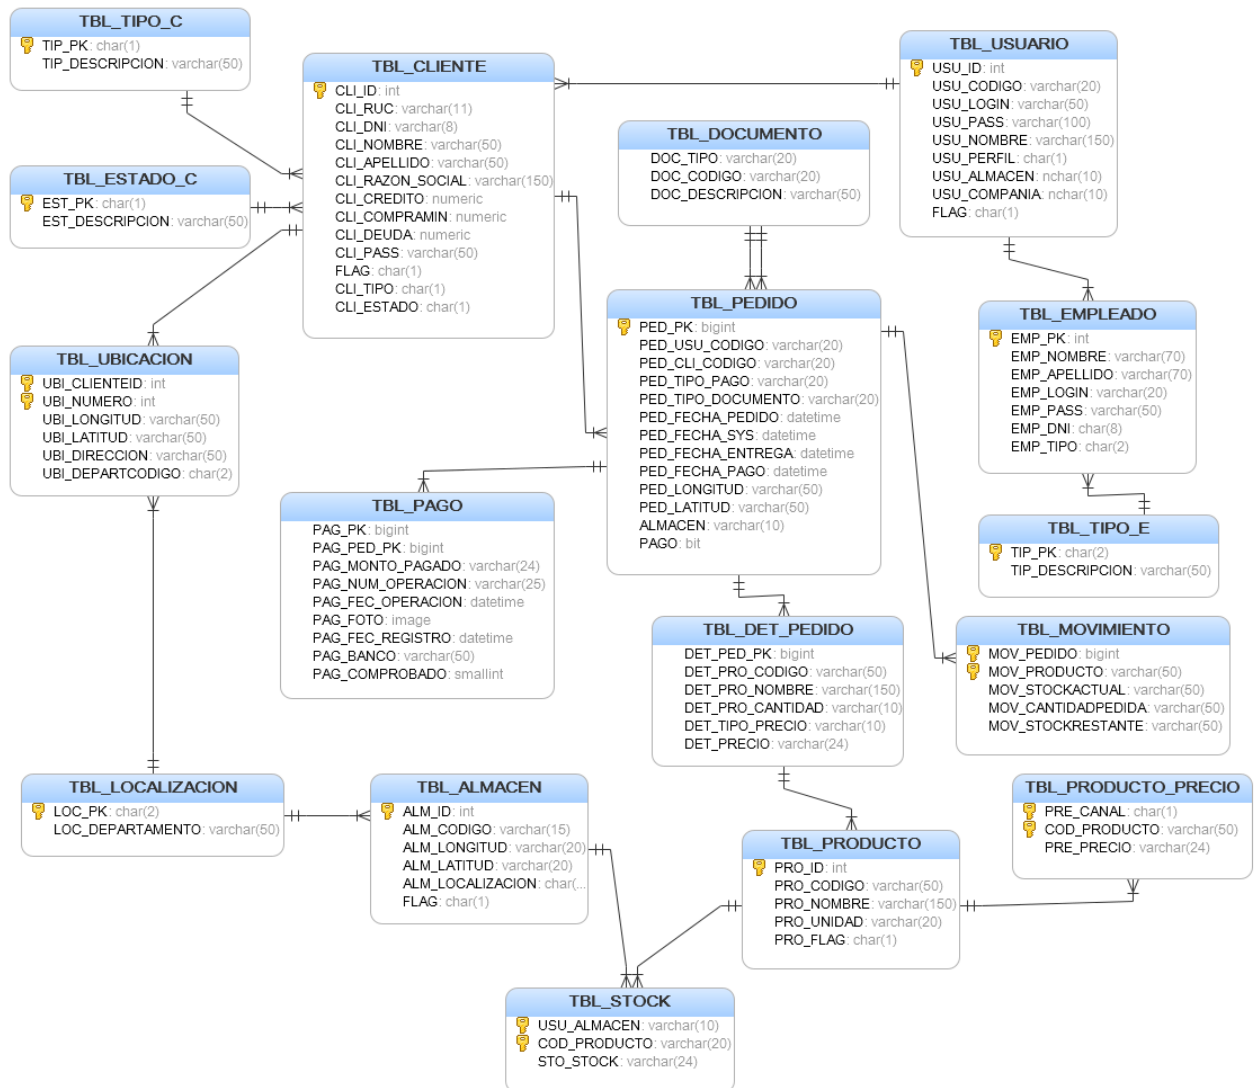 TBL_TIPO_C
TIP_PK: char(1)
TIP_DESCRIPCION: varchar(50)
TBL_CLIENTE
CLI_ID: int
CLI_RUC: varchar(11)
CLI_DNI: varchar(8)
CLI_NOMBRE: varchar(50)
CLI_APELLIDO: varchar(50)
CLI_RAZON_SOCIAL: varchar(150)
CLI_CREDITO: numeric
CLI_COMPRAMIN: numeric
CLI_DEUDA: numeric
CLI_PASS: varchar(50)
FLAG: char(1)
CLI_TIPO: char(1)
CLI_ESTADO: char(1)
TBL_USUARIO
USU_ID: int
USU_CODIGO: varchar(20)
USU_LOGIN: varchar(50)
USU_PASS: varchar(100)
USU_NOMBRE: varchar(150)
USU_PERFIL: char(1)
USU_ALMACEN: nchar(10)
USU_COMPANIA: nchar(10)
FLAG: char(1)
TBL_DOCUMENTO
DOC_TIPO: varchar(20)
DOC_CODIGO: varchar(20)
DOC_DESCRIPCION: varchar(50)
TBL_ESTADO_C
EST_PK: char(1)
EST_DESCRIPCION: varchar(50)
TBL_PEDIDO
PED_PK: bigint
PED_USU_CODIGO: varchar(20)
PED_CLI_CODIGO: varchar(20)
PED_TIPO_PAGO: varchar(20)
PED_TIPO_DOCUMENTO: varchar(20)
PED_FECHA_PEDIDO: datetime
PED_FECHA_SYS: datetime
PED_FECHA_ENTREGA: datetime
PED_FECHA_PAGO: datetime
PED_LONGITUD: varchar(50)
PED_LATITUD: varchar(50)
ALMACEN: varchar(10)
PAGO: bit
TBL_EMPLEADO
EMP_PK: int
EMP_NOMBRE: varchar(70)
EMP_APELLIDO: varchar(70)
EMP_LOGIN: varchar(20)
EMP_PASS: varchar(50)
EMP_DNI: char(8)
EMP_TIPO: char(2)
TBL_UBICACION
UBI_CLIENTEID: int
UBI_NUMERO: int
UBI_LONGITUD: varchar(50)
UBI_LATITUD: varchar(50)
UBI_DIRECCION: varchar(50)
UBI_DEPARTCODIGO: char(2)
TBL_PAGO
PAG_PK: bigint
PAG_PED_PK: bigint
PAG_MONTO_PAGADO: varchar(24)
PAG_NUM_OPERACION: varchar(25)
PAG_FEC_OPERACION: datetime
PAG_FOTO: image
PAG_FEC_REGISTRO: datetime
PAG_BANCO: varchar(50)
PAG_COMPROBADO: smallint
TBL_TIPO_E
TIP_PK: char(2)
TIP_DESCRIPCION: varchar(50)
TBL_DET_PEDIDO
DET_PED_PK: bigint
DET_PRO_CODIGO: varchar(50)
DET_PRO_NOMBRE: varchar(150)
DET_PRO_CANTIDAD: varchar(10)
DET_TIPO_PRECIO: varchar(10)
DET_PRECIO: varchar(24)
TBL_MOVIMIENTO
MOV_PEDIDO: bigint
MOV_PRODUCTO: varchar(50)
MOV_STOCKACTUAL: varchar(50)
MOV_CANTIDADPEDIDA: varchar(50)
MOV_STOCKRESTANTE: varchar(50)
TBL_LOCALIZACION
LOC_PK: char(2)
LOC_DEPARTAMENTO: varchar(50)
TBL_ALMACEN
ALM_ID: int
ALM_CODIGO: varchar(15)
ALM_LONGITUD: varchar(20)
ALM_LATITUD: varchar(20)
ALM_LOCALIZACION: char(...
FLAG: char(1)
TBL_PRODUCTO_PRECIO
PRE_CANAL: char(1)
COD_PRODUCTO: varchar(50)
PRE_PRECIO: varchar(24)
TBL_PRODUCTO
PRO_ID: int
PRO_CODIGO: varchar(50)
PRO_NOMBRE: varchar(150)
PRO_UNIDAD: varchar(20)
PRO_FLAG: char(1)
TBL_STOCK
USU_ALMACEN: varchar(10)
COD_PRODUCTO: varchar(20)
STO_STOCK: varchar(24)